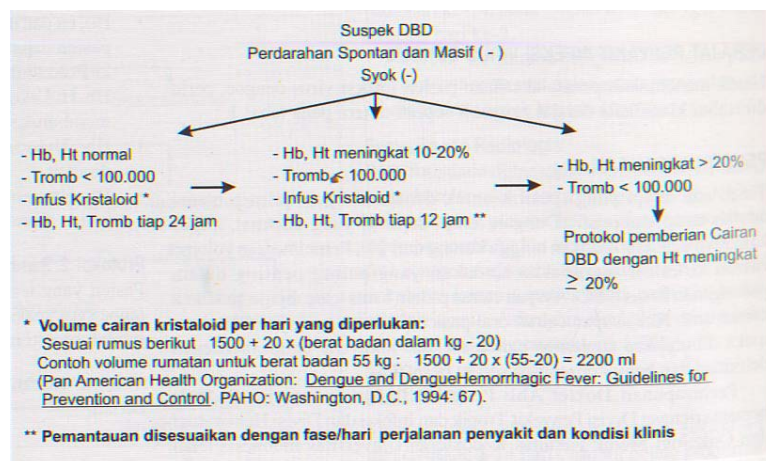 Suspek DBD
Perdarahan Spontan dan Masif ( - )
Syok (-)
- Hb, Ht normal
- Tromb < 100.000
- Infus Kristaloid *
- Hb, Ht, Tromb tiap 24 jam
- Hb, Ht meningkat 10-20%
- Tromb < 100.000
- Infus Kristaloid *
- Hb, Ht, Tromb tiap 12 jam **
- Hb, Ht meningkat > 20%
- Tromb < 100.000
Protokol pemberian Cairan
DBD dengan Ht meningkat
≥ 20%
* Volume cairan kristaloid per hari yang diperlukan:
Sesuai rumus berikut 1500 + 20 x (berat badan dalam kg - 20)
Contoh volume rumatan untuk berat badan 55 kg : 1500 + 20 x (55-20) = 2200 ml
(Pan American Health Organization: Dengue and DengueHemorrhagic Fever: Guidelines for
Prevention and Control. PAHO: Washington, D.C., 1994: 67).
** Pemantauan disesuaikan dengan fase/hari perjalanan penyakit dan kondisi klinis